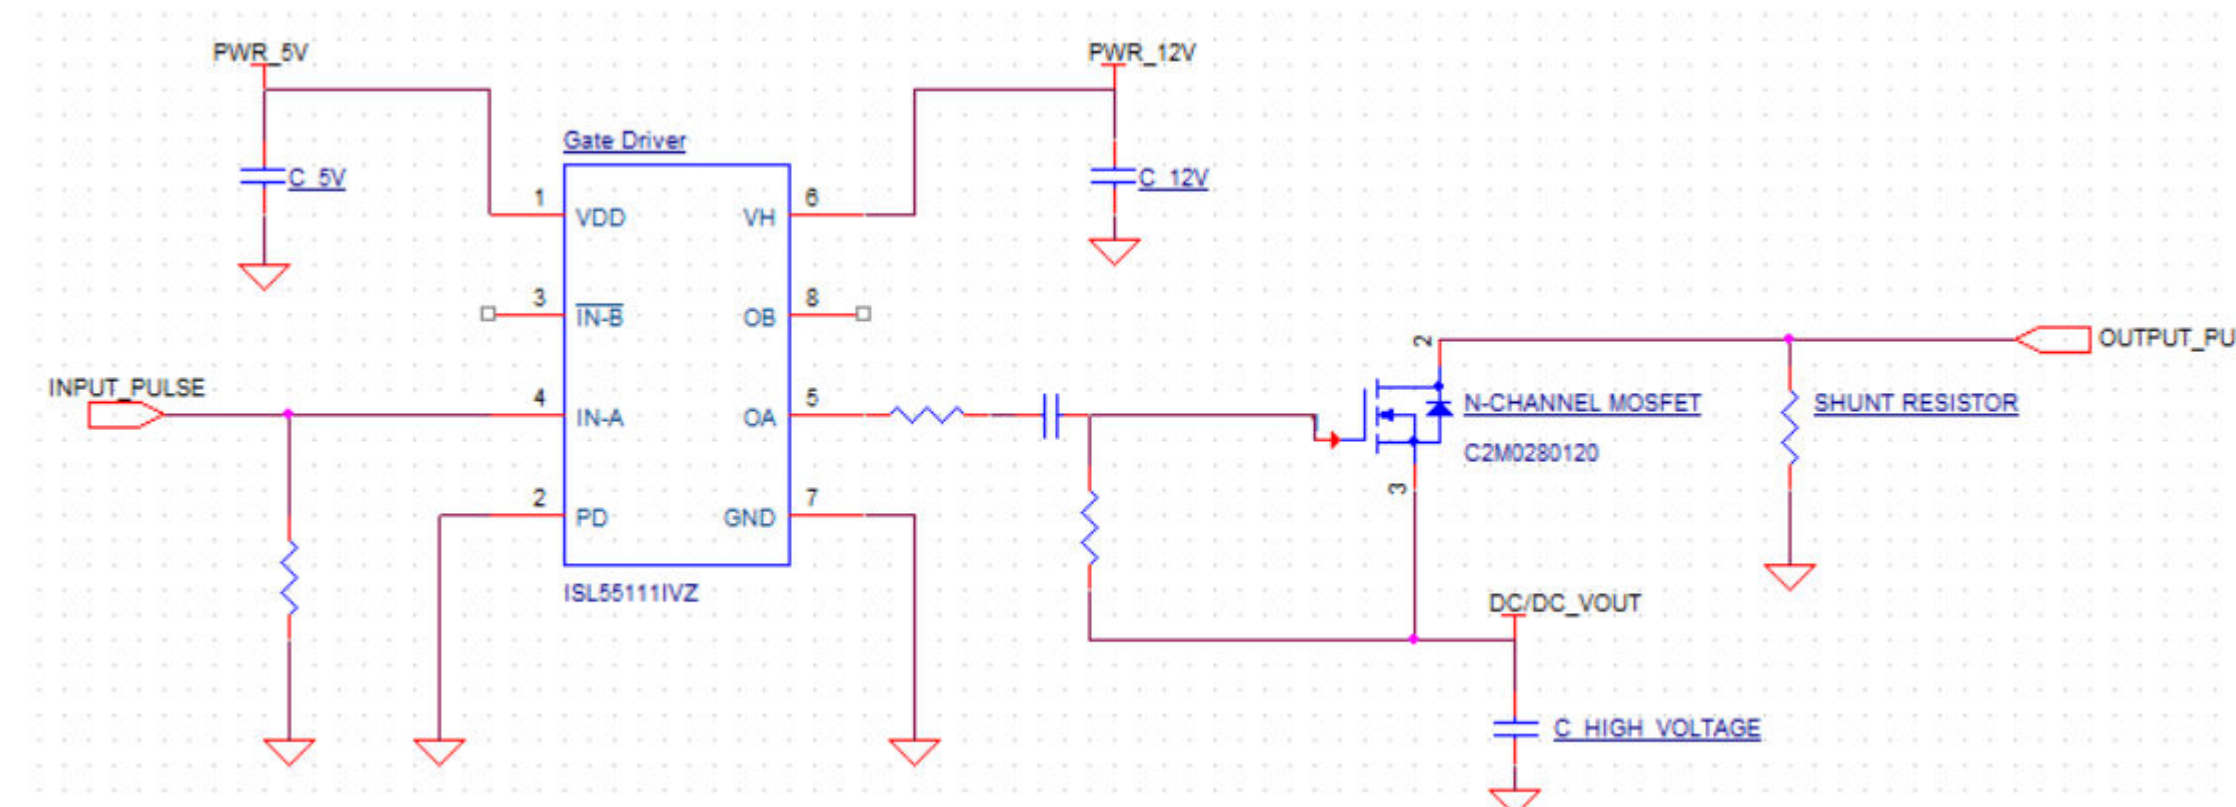 PWR_5V
PWR_12V
Gate Driver
C_5V
C_12V
1
VDD
VH
6
3
IN-B
OB
8
INPUT_PULSE
4
IN-A
OA
5
2
PD
GND
7
ISL55111IVZ
2
N-CHANNEL MOSFET
C2M0280120
3
SHUNT RESISTOR
OUTPUT_PU
DC/DC_VOUT
C_HIGH_VOLTAGE